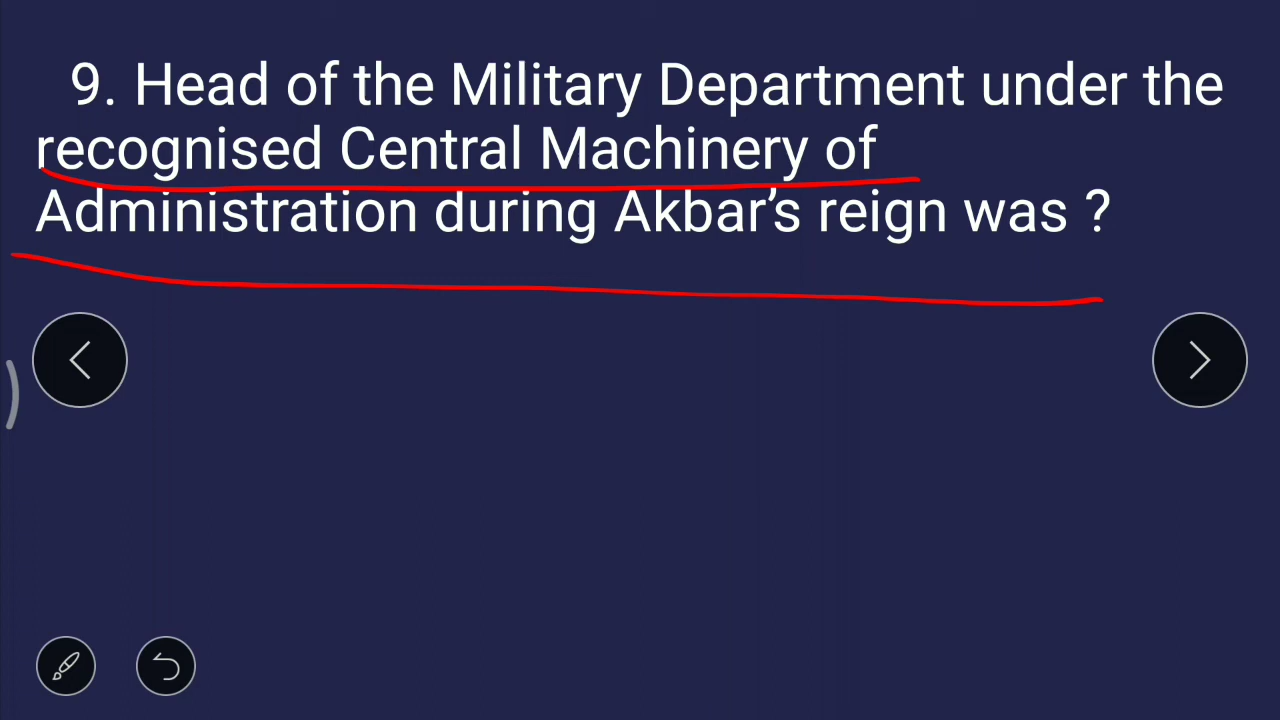 9. Head of the Military Department under the
recognised Central Machinery of
Administration during Akbar’s reign was ?